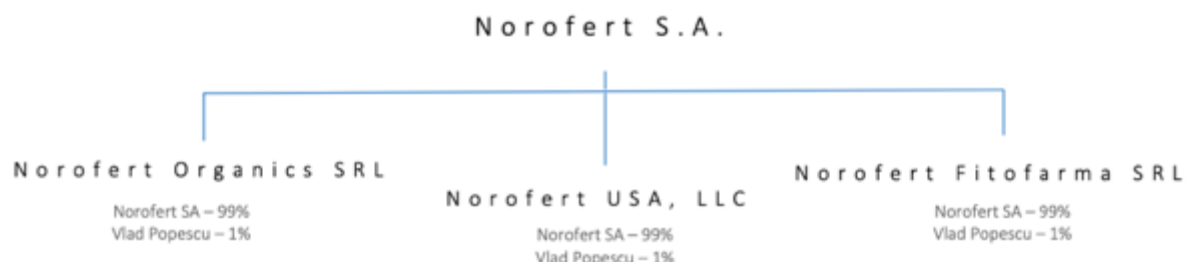 Norofert S.A.
Norofert Organics SRL
Norofert SA – 99%
Vlad Popescu – 1%
Norofert USA, LLC
Norofert SA – 99%
Vlad Popescu – 1%
Norofert Fitofarma SRL
Norofert SA – 99%
Vlad Popescu – 1%